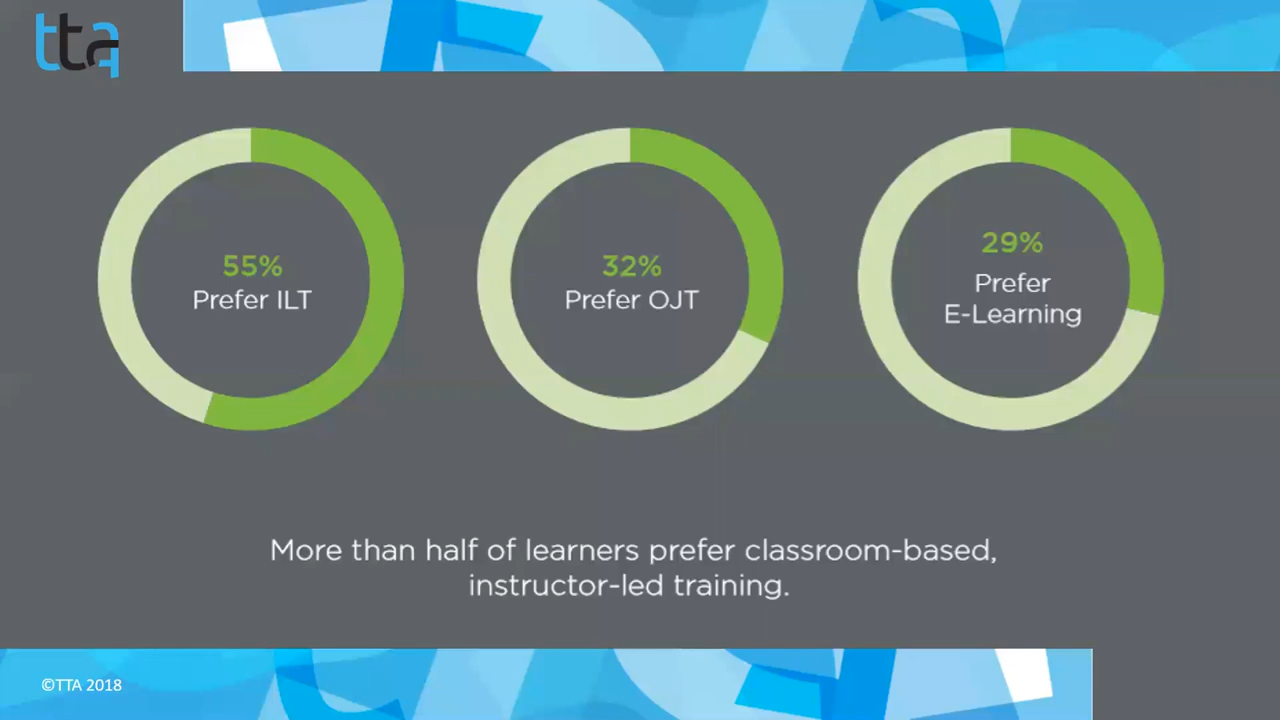 tta
55%
Prefer ILT
32%
Prefer OJT
29%
Prefer
E-Learning
More than half of learners prefer classroom-based,
instructor-led training.
©TTA 2018